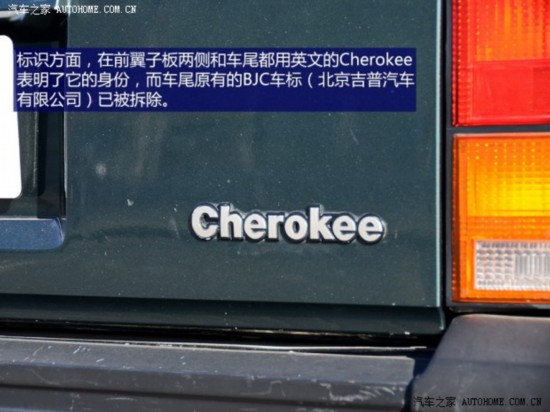 汽车之家 AUTOHOME.COM.CN
标识方面，在前翼子板两侧和车尾都用英文的Cherokee
表明了它的身份，而车尾原有的BJC车标（北京吉普汽车
有限公司）已被拆除。
Cherokee
汽车之家 AUTOHOME.COM.CN